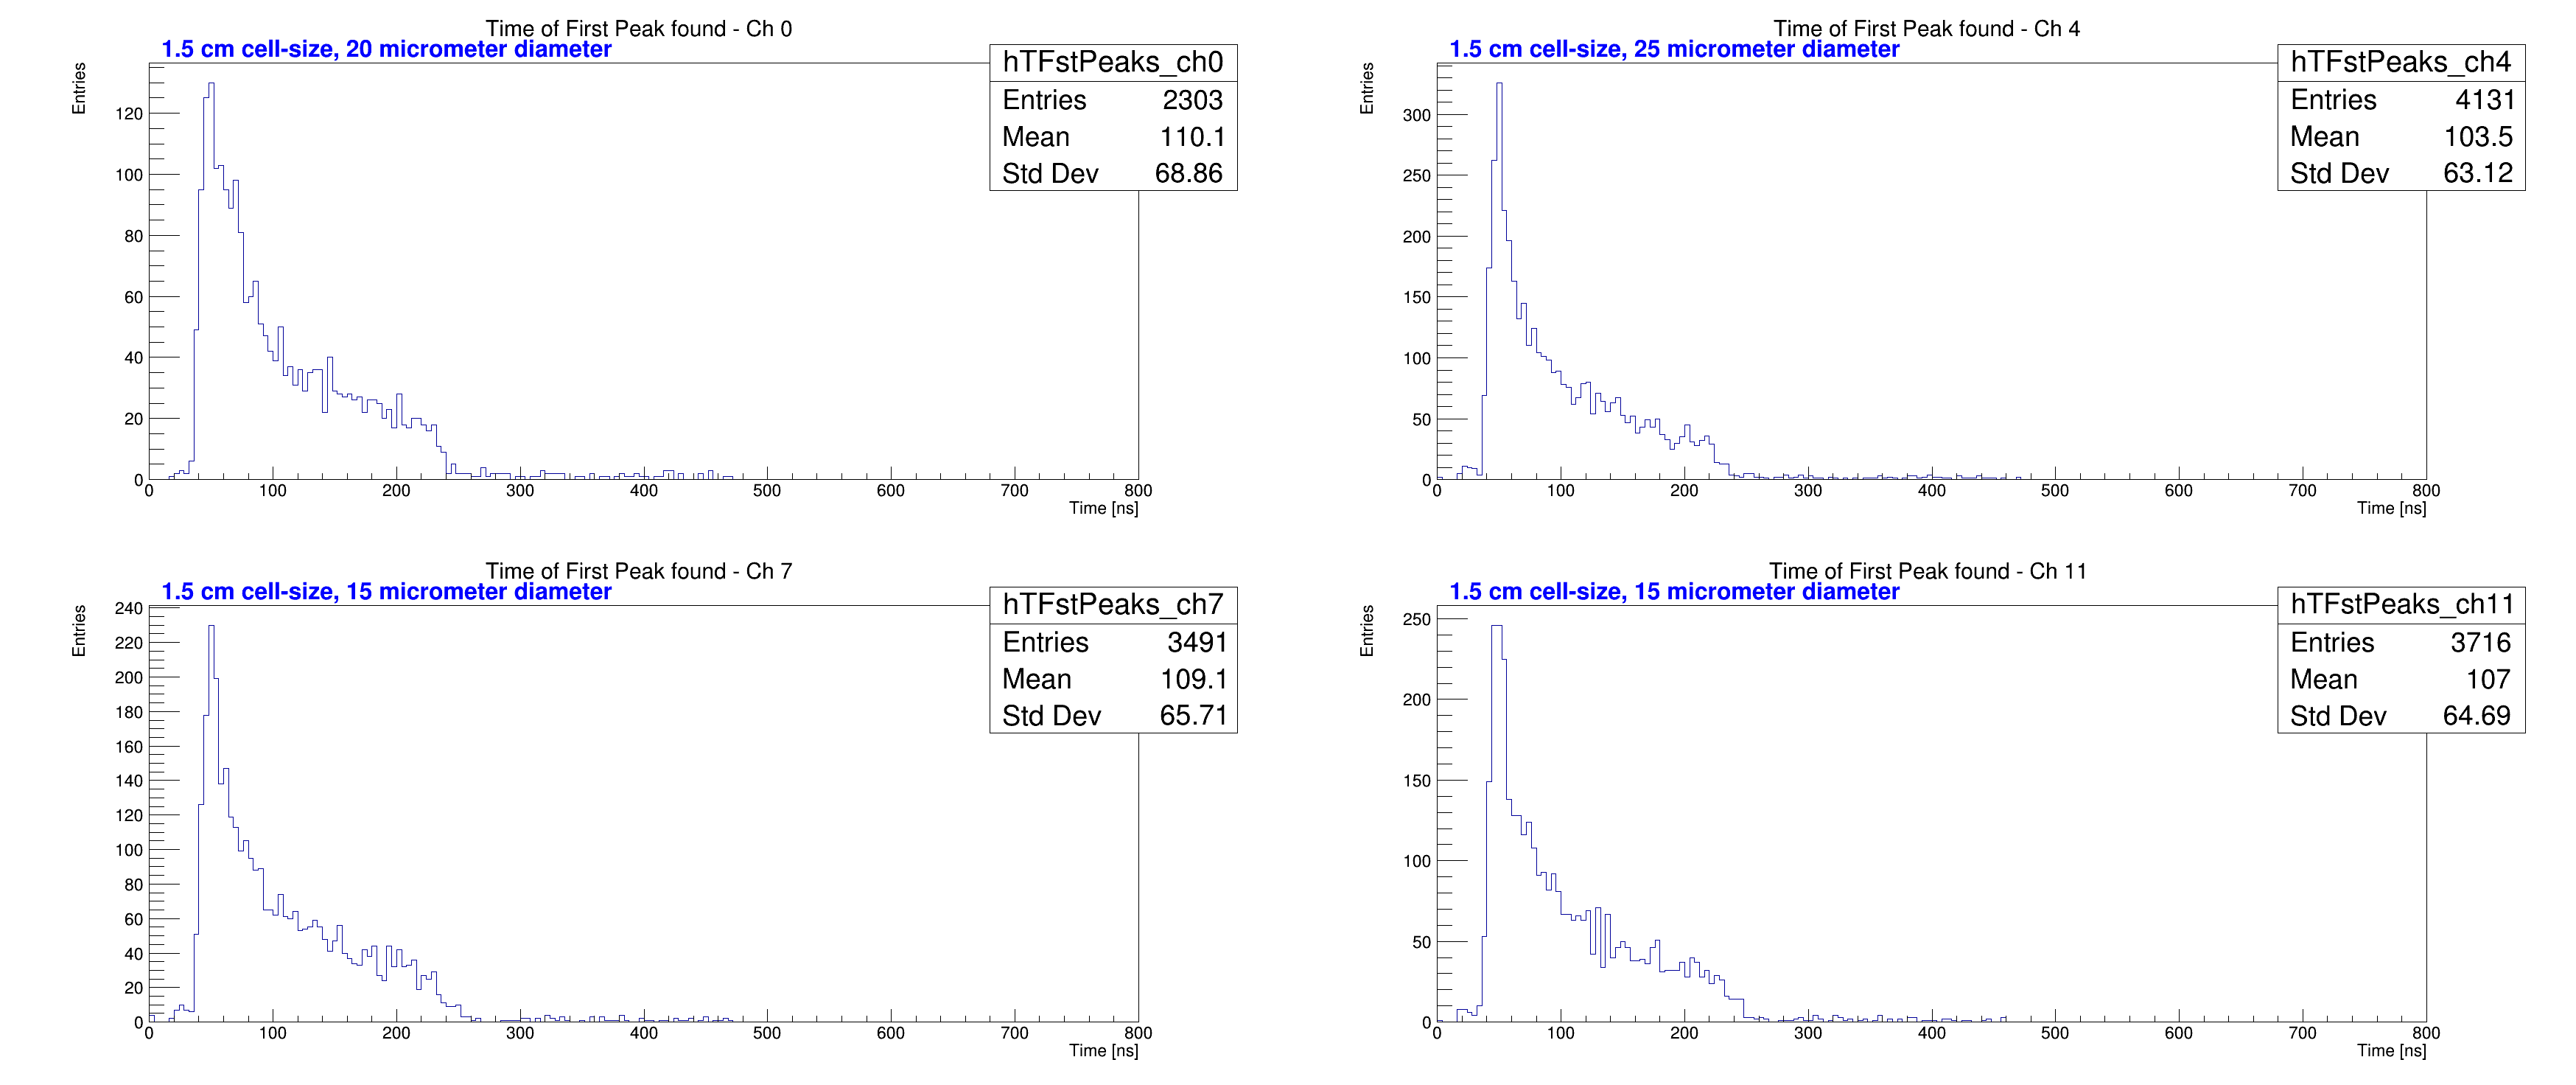 Time of First Peak found - Ch 0
1.5 cm cell-size, 20 micrometer diameter
hTFstPeaks_ch0
Entries 2303
Mean 110.1
Std Dev 68.86
Entries
120
100
80
60
40
20
0
0 100 200 300 400 500 600 700 800
Time [ns]
Time of First Peak found - Ch 4
1.5 cm cell-size, 25 micrometer diameter
hTFstPeaks_ch4
Entries 4131
Mean 103.5
Std Dev 63.12
Entries
300
250
200
150
100
50
0
0 100 200 300 400 500 600 700 800
Time [ns]
Time of First Peak found - Ch 7
1.5 cm cell-size, 15 micrometer diameter
hTFstPeaks_ch7
Entries 3491
Mean 109.1
Std Dev 65.71
Entries
240
220
200
180
160
140
120
100
80
60
40
20
0
0 100 200 300 400 500 600 700 800
Time [ns]
Time of First Peak found - Ch 11
1.5 cm cell-size, 15 micrometer diameter
hTFstPeaks_ch11
Entries 3716
Mean 107
Std Dev 64.69
Entries
250
200
150
100
50
0
0 100 200 300 400 500 600 700 800
Time [ns]